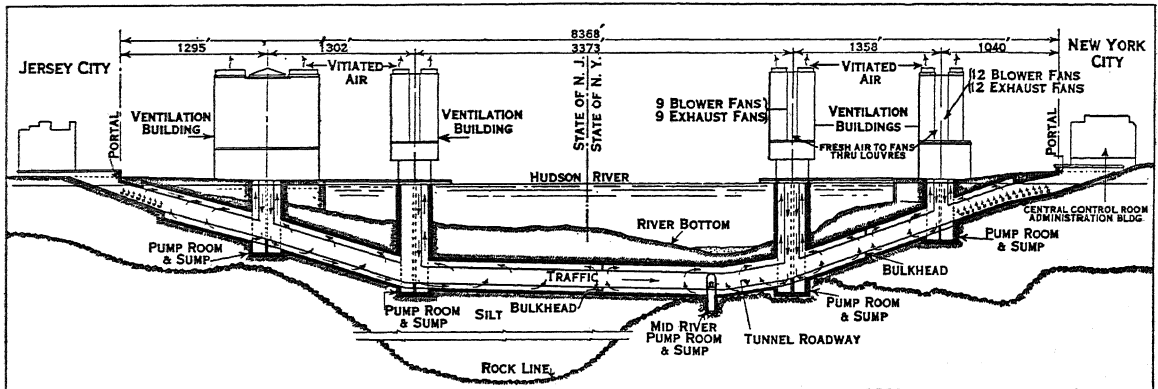 8368'
1295' 1302' 3373' 1358' 1040'
JERSEY CITY
NEW YORK
CITY
VITIATED
AIR
VITIATED
AIR
PORTAL
VENTILATION
BUILDING
VENTILATION
BUILDING
STATE OF N. J.
STATE OF N. Y.
9 BLOWER FANS
9 EXHAUST FANS
VENTILATION
BUILDINGS
FRESH AIR TO FANS
THRU LOUVRES
12 BLOWER FANS
12 EXHAUST FANS
PORTAL
HUDSON RIVER
RIVER BOTTOM
CENTRAL CONTROL ROOM
ADMINISTRATION BLDG.
PUMP ROOM
& SUMP
PUMP ROOM
& SUMP
TRAFFIC
BULKHEAD
SILT
BULKHEAD
PUMP ROOM
& SUMP
MID RIVER
PUMP ROOM
& SUMP
TUNNEL ROADWAY
PUMP ROOM
& SUMP
ROCK LINE